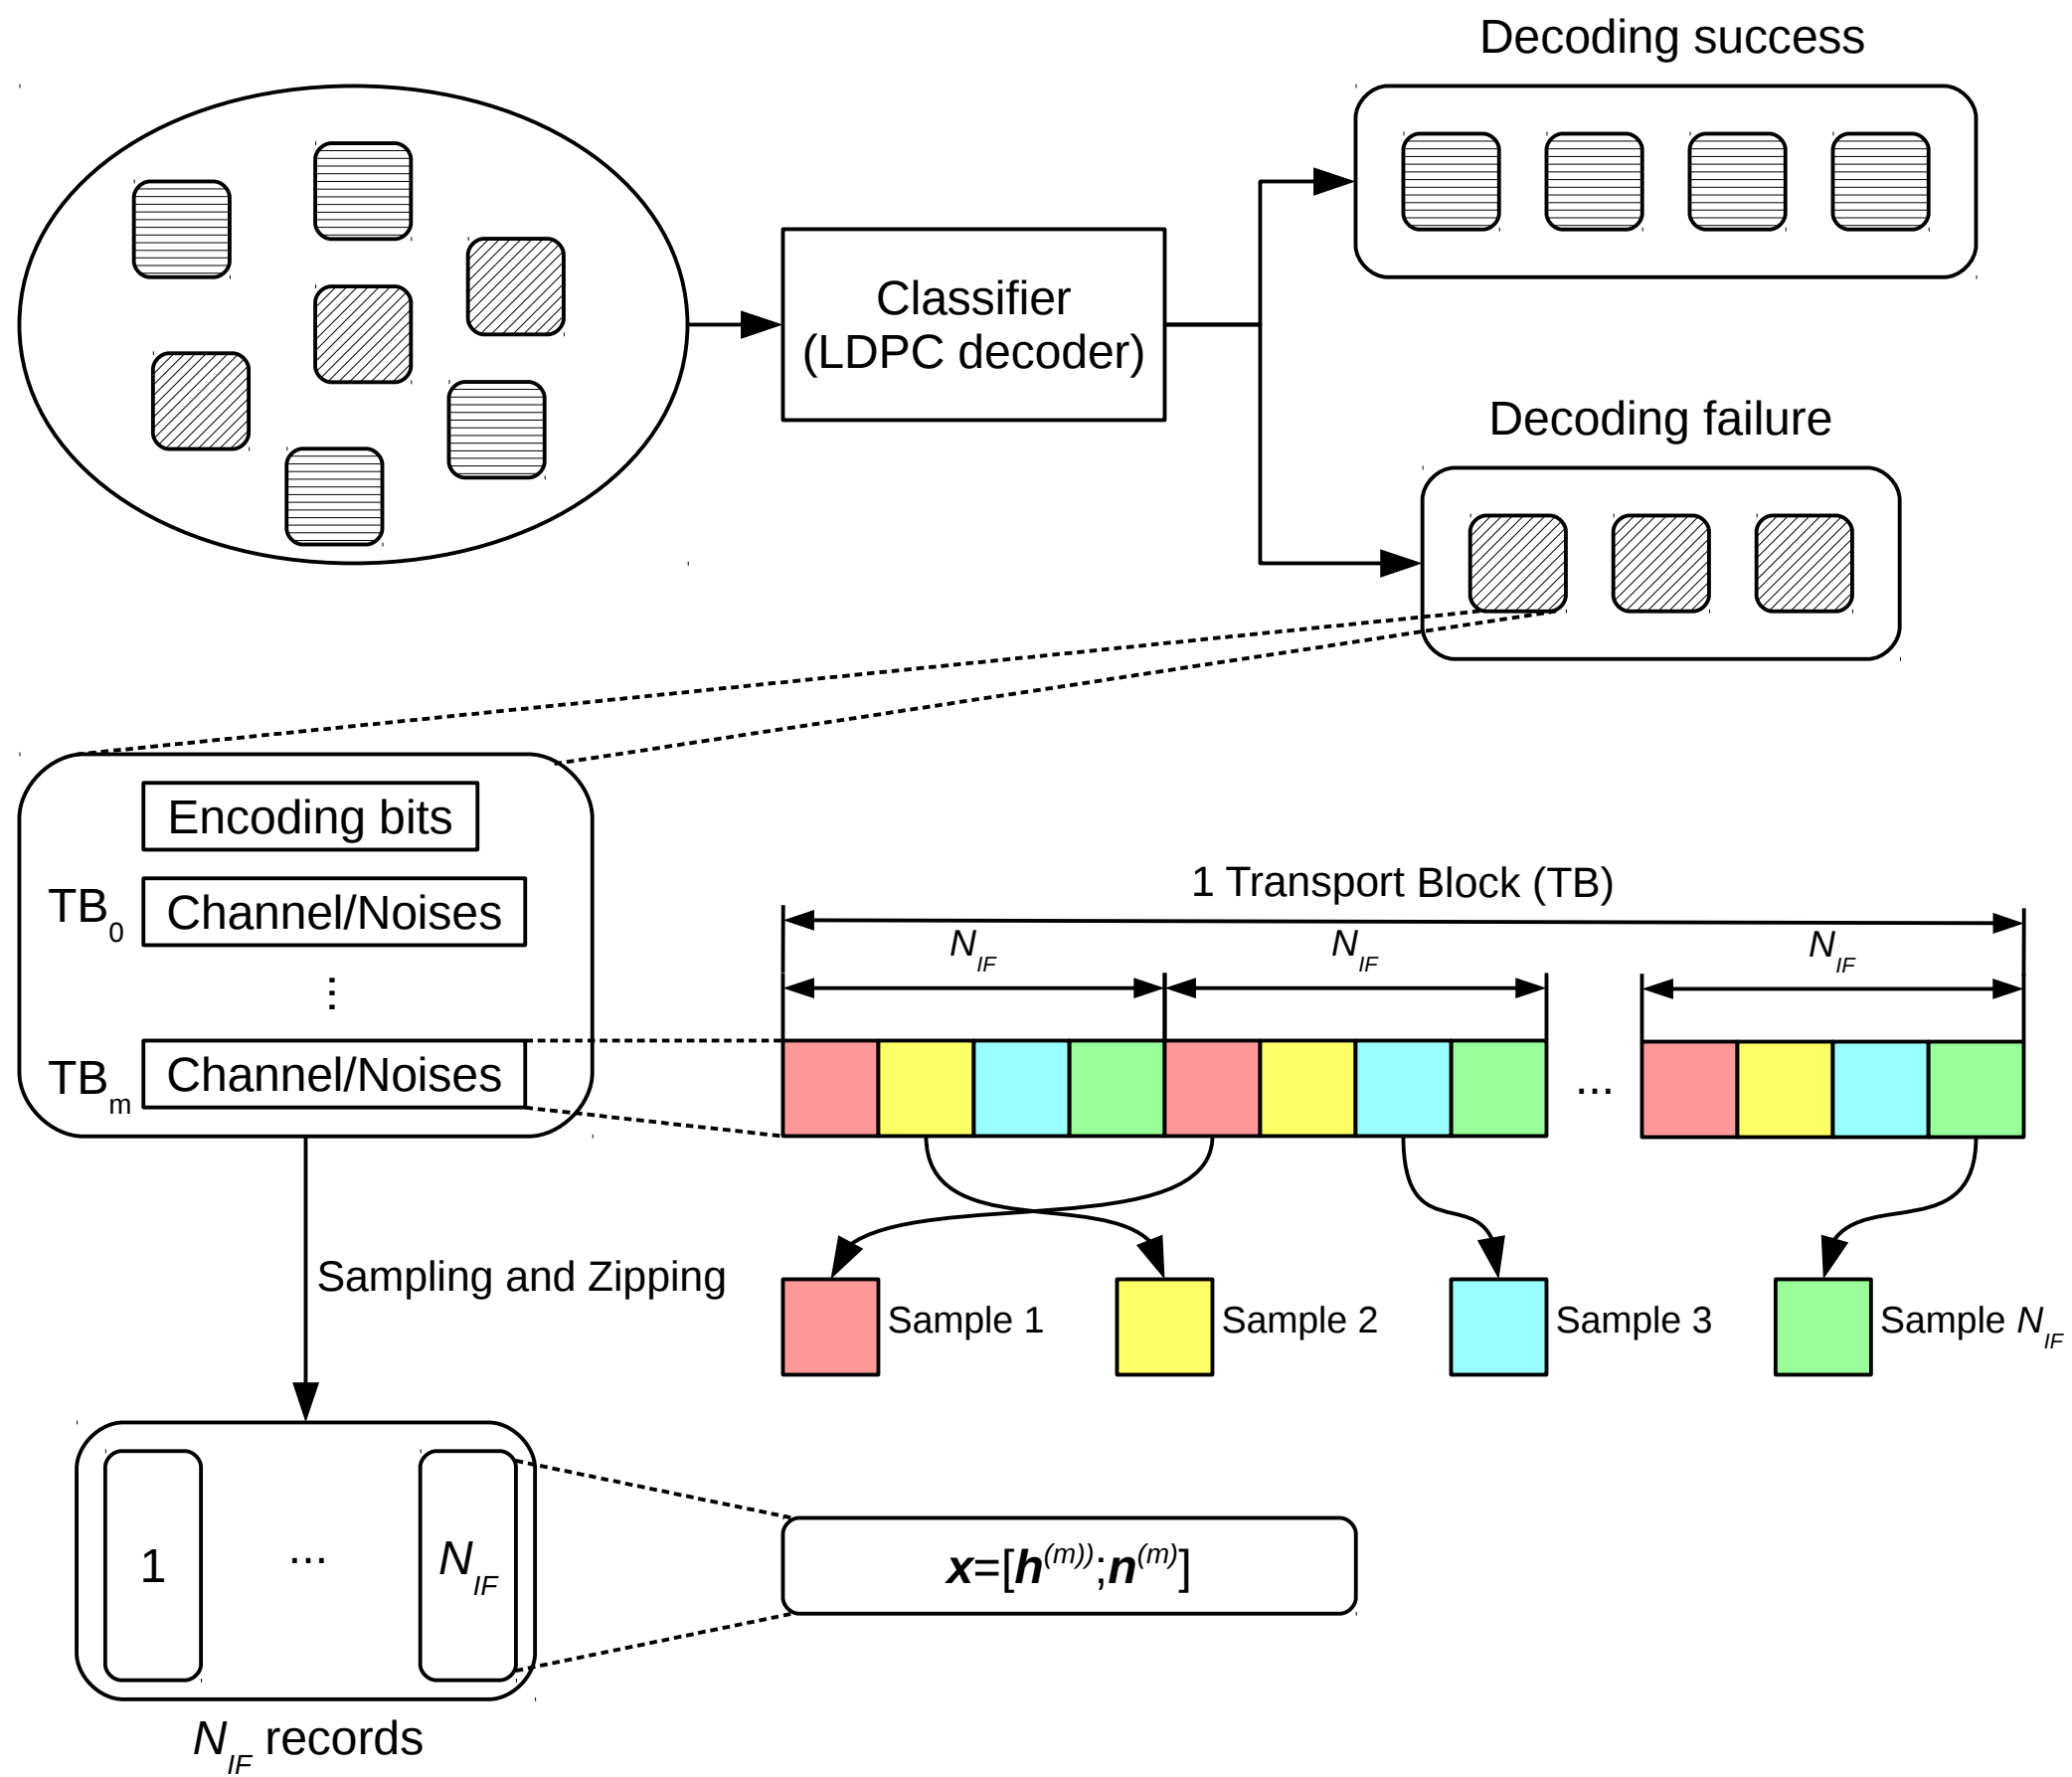 Decoding success
Classifier
(LDPC decoder)
Decoding failure
Encoding bits
TB0 Channel/Noises
⋮
TBm Channel/Noises
1 Transport Block (TB)
NIF NIF NIF
...
Sampling and Zipping
Sample 1 Sample 2 Sample 3 Sample NIF
1 ... NIF
x=[h(m));n(m)]
NIF records